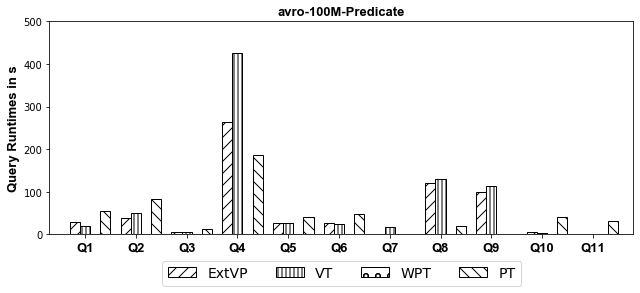 avro-100M-Predicate
Query Runtimes in s
500
400
300
200
100
0
Q1 Q2 Q3 Q4 Q5 Q6 Q7 Q8 Q9 Q10 Q11
ExtVP VT WPT PT